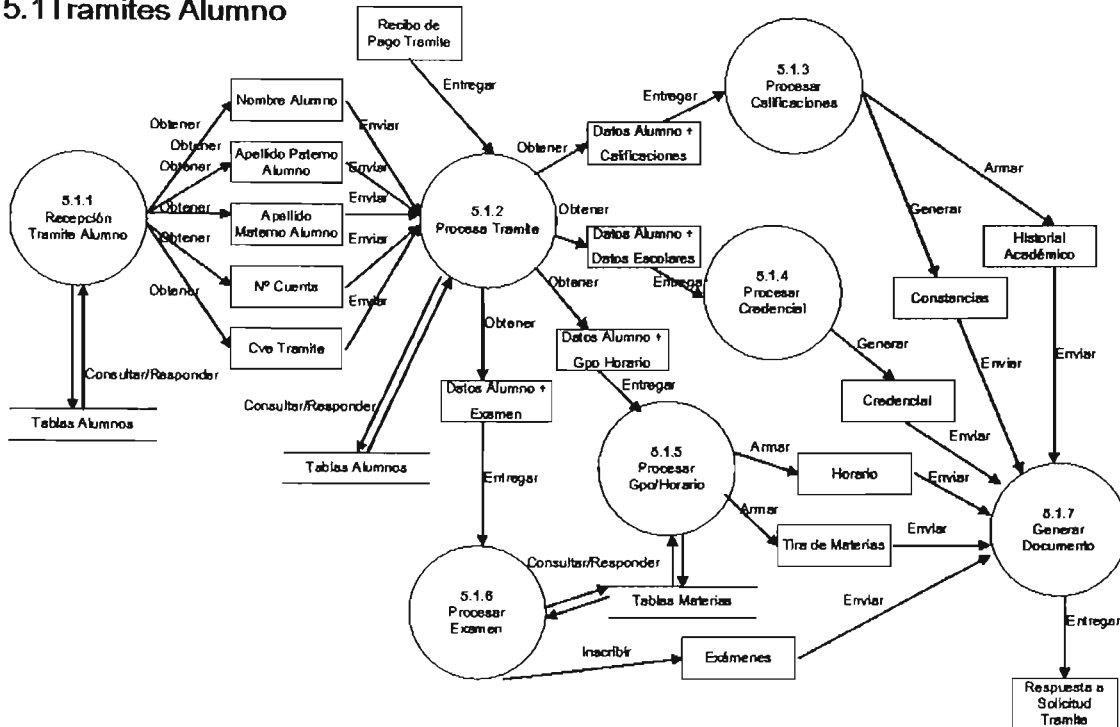 5.1Tramites Alumno
Recibo de
Pago Tramite
Entregar
5.1.3
Procesar
Calificaciones
Nombre Alumno
Obtener
Enviar
Entregar
Datos Alumno +
Calificaciones
Obtener
Apellido Paterno
Alumno
Obtener
Obtener
Enviar
Armar
5.1.1
Recepción
Tramite Alumno
Obtener
Apellido
Materno Alumno
Enviar
5.1.2
Procesa Tramite
Obtener
Generar
Datos Alumno +
Datos Escolares
Historial
Académico
Obtener
Enviar
Entregar
5.1.4
Procesar
Credencial
Obtener
Nº Cuenta
Enviar
Obtener
Constancias
Obtener
Cve Tramite
Datos Alumno +
Gpo Horario
Generar
Enviar
Enviar
Consultar/Responder
Entregar
Datos Alumno +
Examen
Credencial
Consultar/Responder
Tablas Alumnos
Enviar
5.1.5
Procesar
Gpo/Horario
Armar
Tablas Alumnos
Horario
Enviar
Entregar
Armar
5.1.7
Generar
Documento
Tira de Materias
Enviar
Consultar/Responder
5.1.6
Procesar
Examen
Tablas Materias
Enviar
Entregar
Inscribir
Exámenes
Respuesta a
Solicitud
Tramite